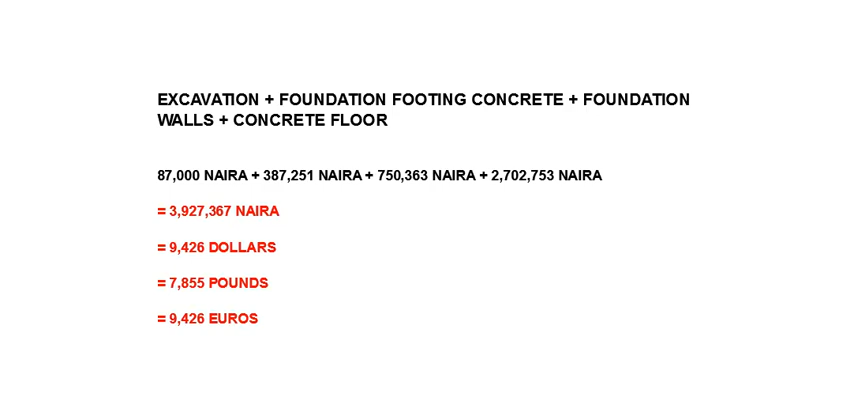 EXCAVATION + FOUNDATION FOOTING CONCRETE + FOUNDATION
WALLS + CONCRETE FLOOR
87,000 NAIRA + 387,251 NAIRA + 750,363 NAIRA + 2,702,753 NAIRA
= 3,927,367 NAIRA
= 9,426 DOLLARS
= 7,855 POUNDS
= 9,426 EUROS